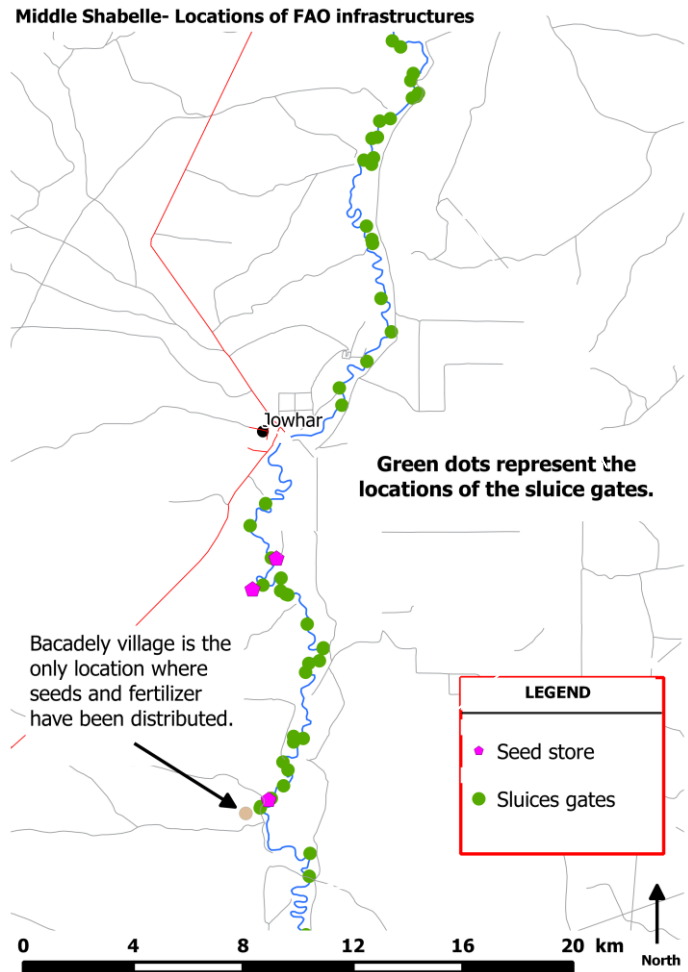 Middle Shabelle- Locations of FAO infrastructures
Jowhar
Green dots represent the
locations of the sluice gates.
Bacadely village is the
only location where
seeds and fertilizer
have been distributed.
LEGEND
Seed store
Sluices gates
0 4 8 12 16 20 km
North